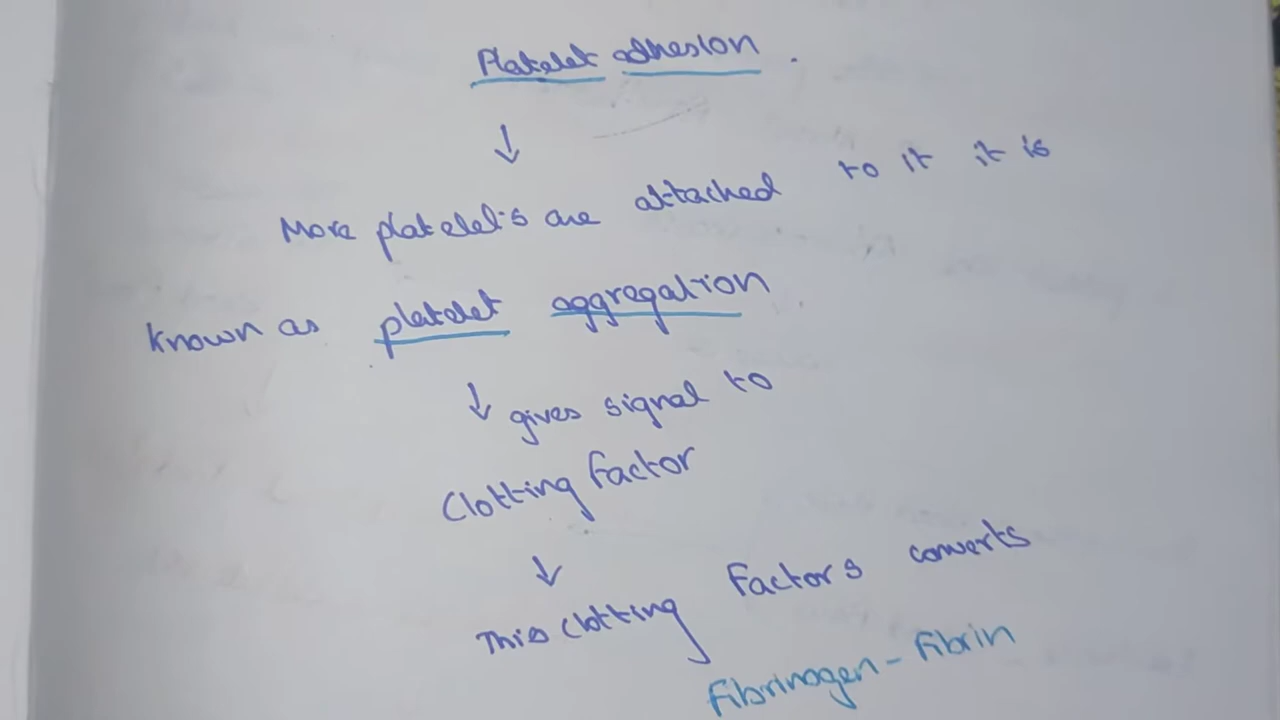 Platelet adhesion.
↓
More platelets are attached to it it is
known as platelet aggregation
↓ gives signal to
Clotting factor
↓
This clotting factors converts
fibrinogen - fibrin